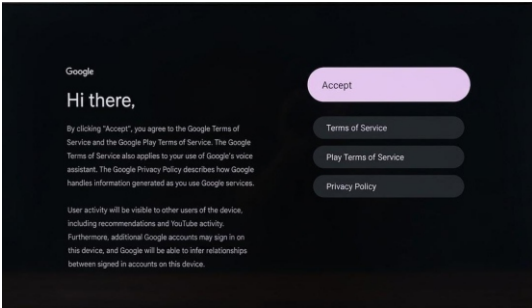 Google
Hi there,
By clicking "Accept", you agree to the Google Terms of
Service and the Google Play Terms of Service. The Google
Terms of Service also applies to your use of Google's voice
assistant. The Google Privacy Policy describes how Google
handles information generated as you use Google services.
User activity will be visible to other users of the device,
including recommendations and YouTube activity.
Furthermore, additional Google accounts may sign in on
this device, and Google will be able to infer relationships
between signed in accounts on this device.
Accept
Terms of Service
Play Terms of Service
Privacy Policy